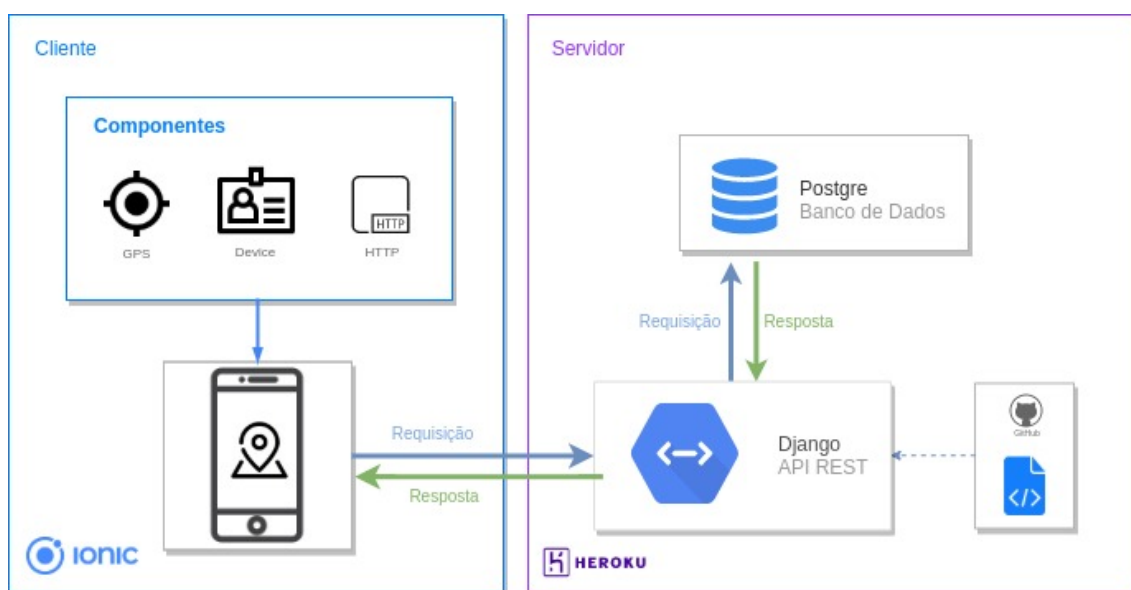 Cliente
Componentes
GPS
Device
HTTP
HTTP
Requisição
Resposta
IONIC
Servidor
Postgre
Banco de Dados
Requisição
Resposta
Django
API REST
GitHub
HEROKU